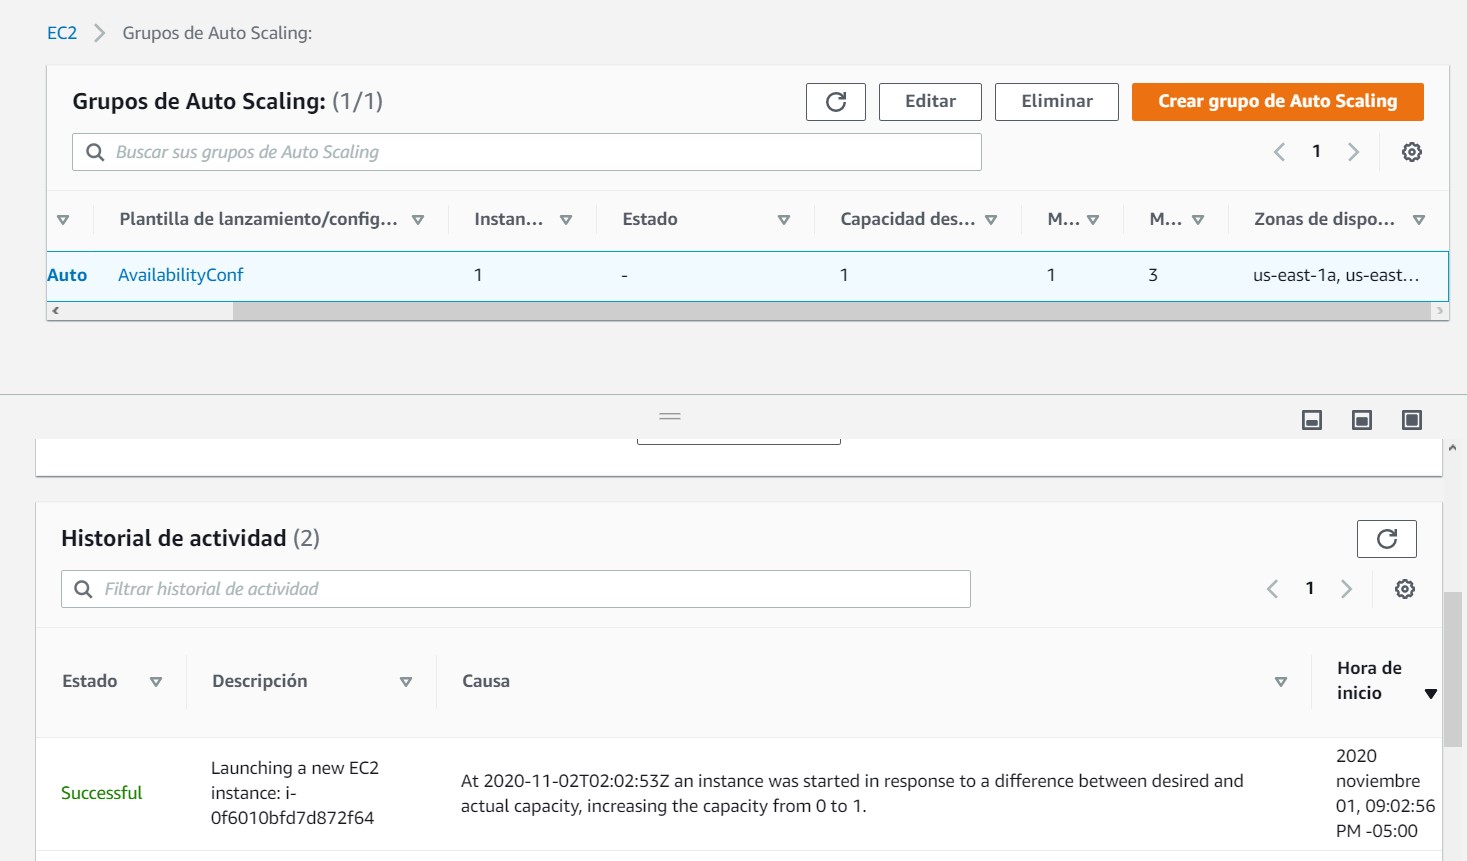 EC2 > Grupos de Auto Scaling:
Grupos de Auto Scaling: (1/1)
Editar
Eliminar
Crear grupo de Auto Scaling
Buscar sus grupos de Auto Scaling
1
Plantilla de lanzamiento/config... Instan... Estado Capacidad des... M... M... Zonas de dispo...
Auto AvailabilityConf 1 - 1 1 3 us-east-1a, us-east...
Historial de actividad (2)
Filtrar historial de actividad
1
Estado
Descripción
Causa
Hora de
inicio
Successful
Launching a new EC2
instance: i-
0f6010bfd7d872f64
At 2020-11-02T02:02:53Z an instance was started in response to a difference between desired and
actual capacity, increasing the capacity from 0 to 1.
2020
noviembre
01, 09:02:56
PM -05:00